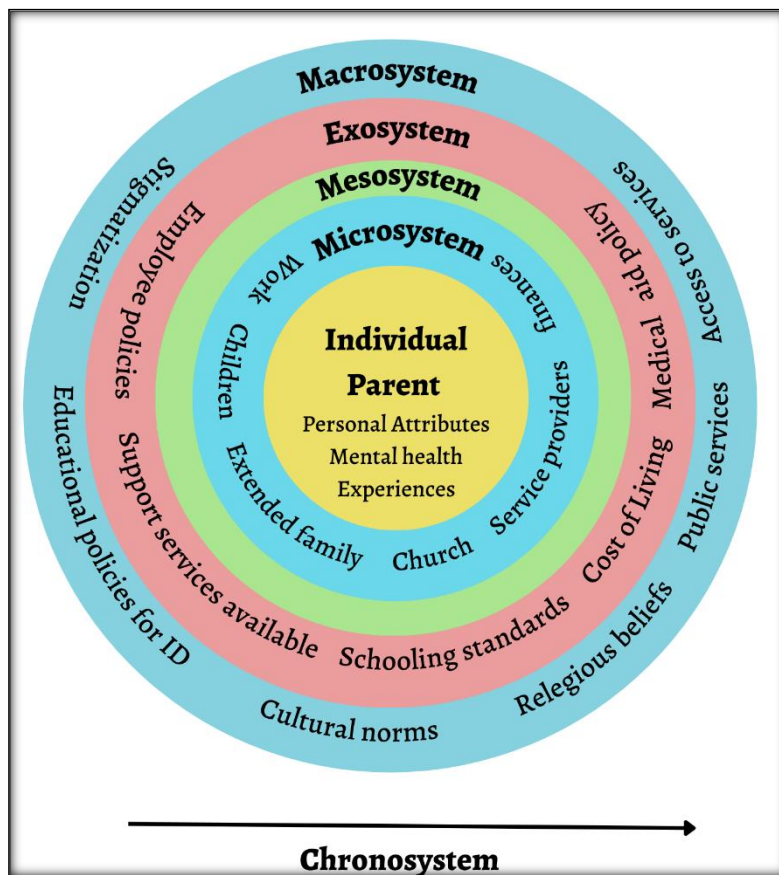 Macrosystem
Stigmatization
Access to services
Educational policies for ID
Public services
Cultural norms
Relegious beliefs
Exosystem
Employee policies
Medical aid policy
Support services available
Cost of Living
Schooling standards
Mesosystem
Microsystem
Work
finances
Children
Service providers
Extended family
Church
Individual
Parent
Personal Attributes
Mental health
Experiences
Chronosystem